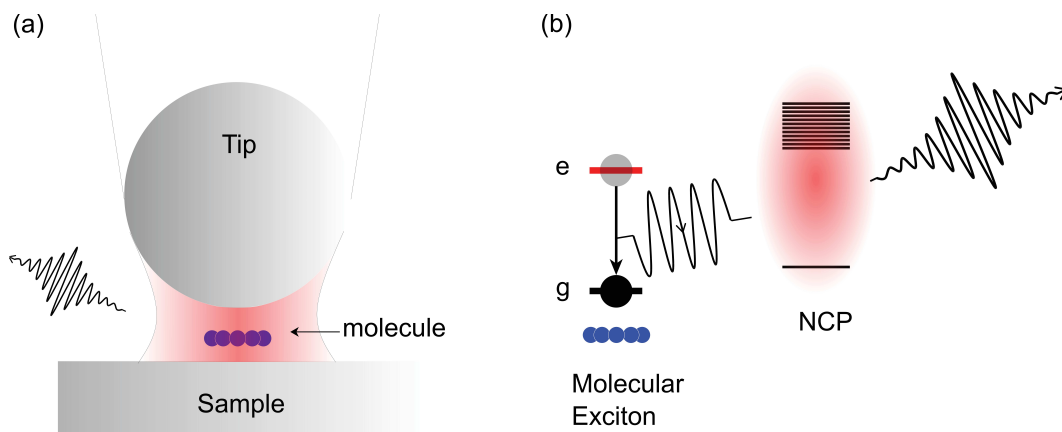 (a)
Tip
molecule
Sample
(b)
e
g
NCP
Molecular
Exciton